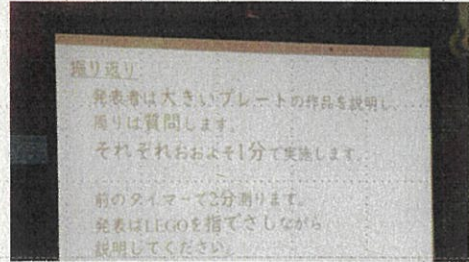 振り返り
発表者は大きいプレートの作品を説明し、
周りは質問します。
それぞれおおよそ1分で実施します。
前のタイマーで2分測ります。
発表はLEGOを指でさしながら
説明してください。